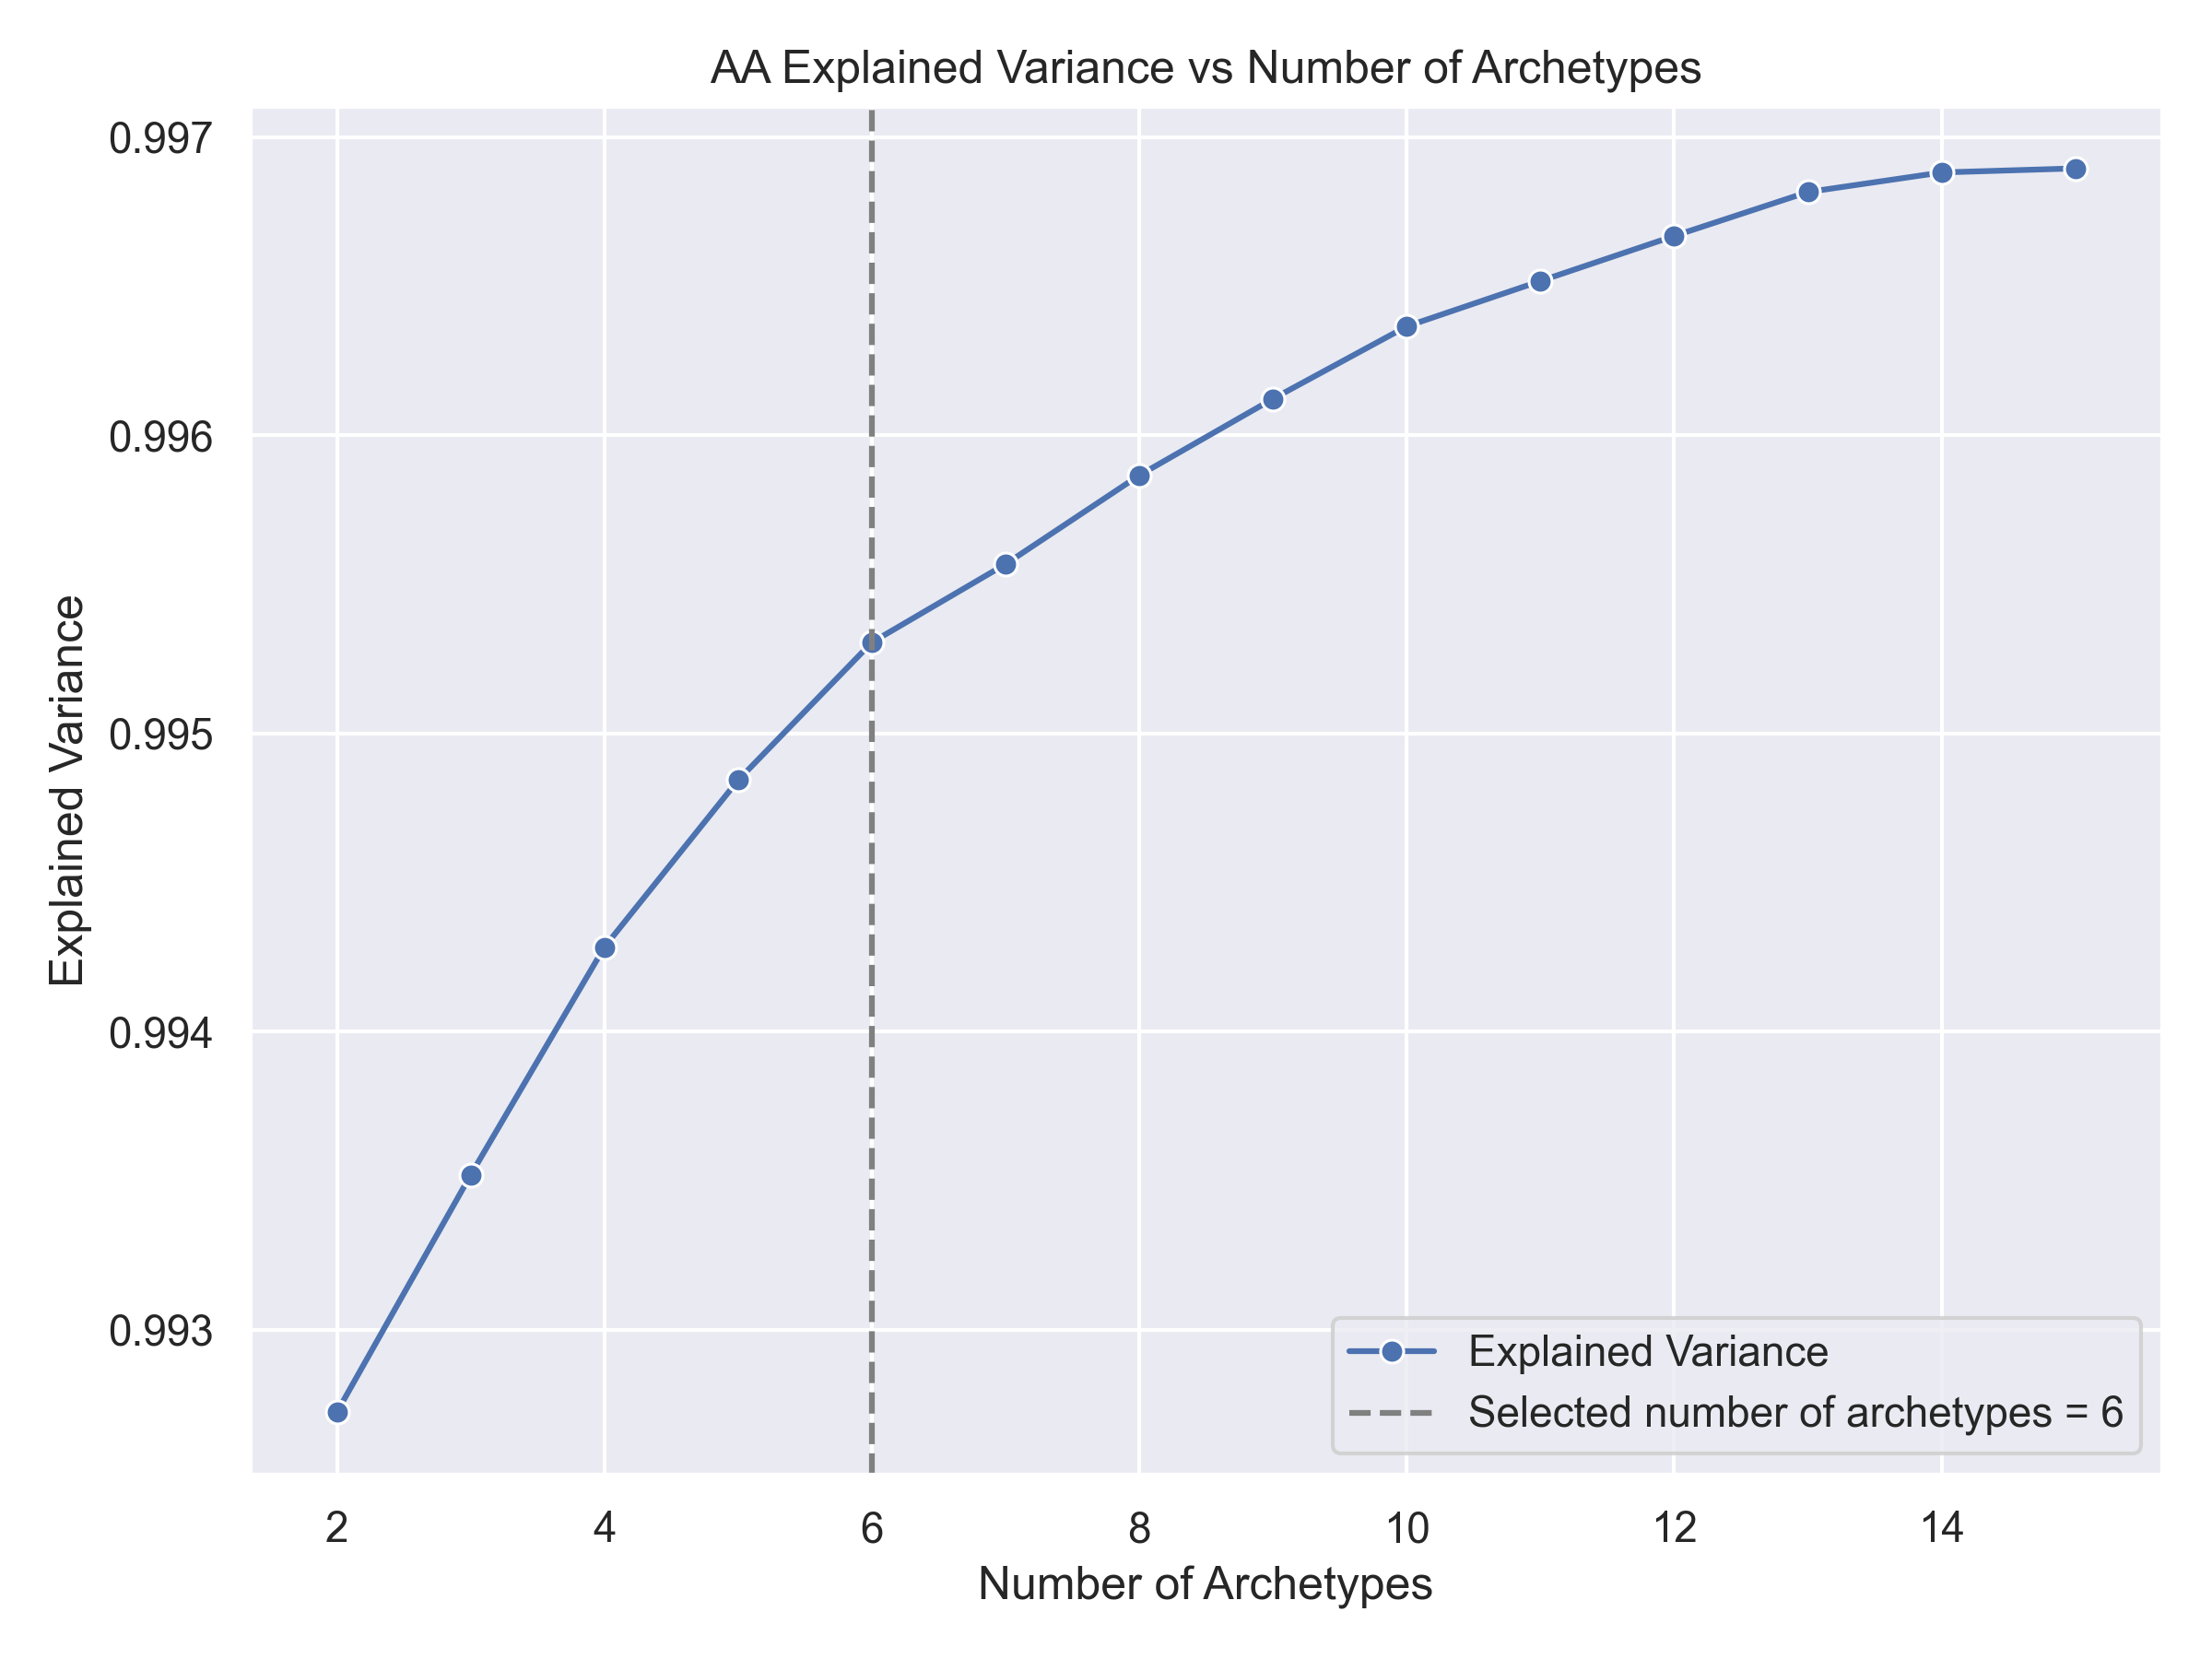 AA Explained Variance vs Number of Archetypes
0.997
0.996
0.995
0.994
0.993
Explained Variance
Explained Variance
Selected number of archetypes = 6
2 4 6 8 10 12 14
Number of Archetypes